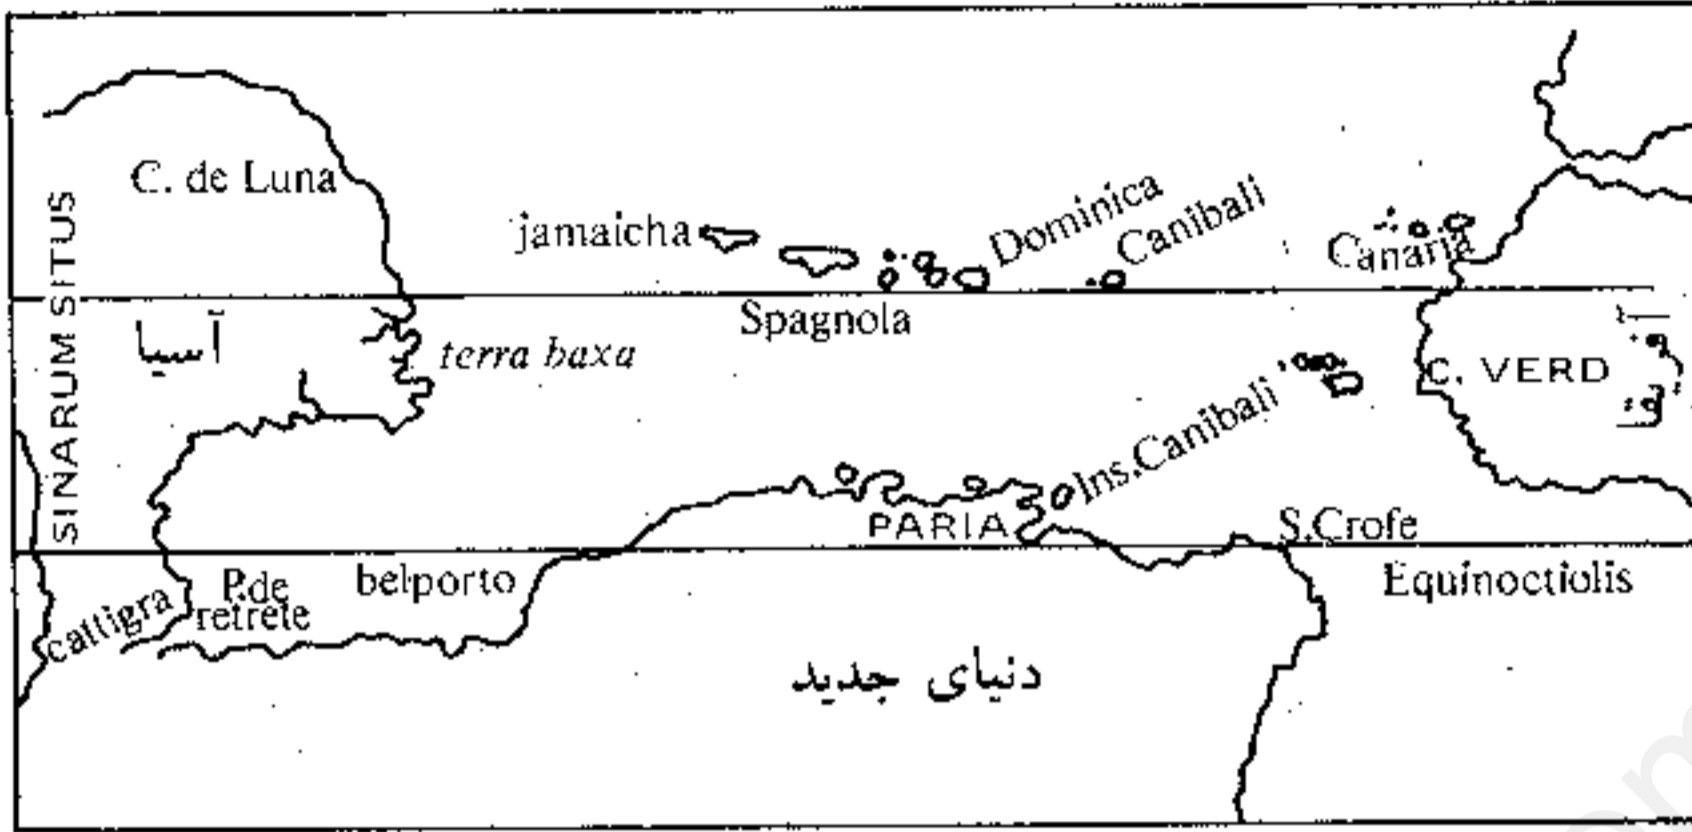 C. de Luna
SINARUM SITUS
jamaicha
Dominica
Canibali
Canaria
Spagnola
آسیا
terra baxa
C. VERD
Ins.Canibali
PARIA
S.Crofe
cattigra
P.de
retrete
belporto
Equinoctiolis
دنیای جدید